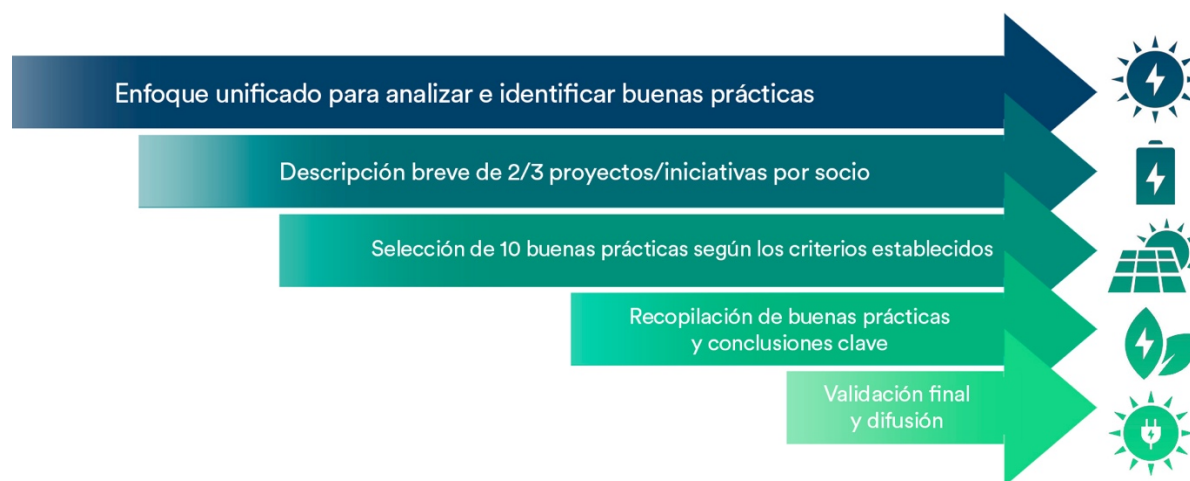 Enfoque unificado para analizar e identificar buenas prácticas
Descripción breve de 2/3 proyectos/iniciativas por socio
Selección de 10 buenas prácticas según los criterios establecidos
Recopilación de buenas prácticas
y conclusiones clave
Validación final
y difusión